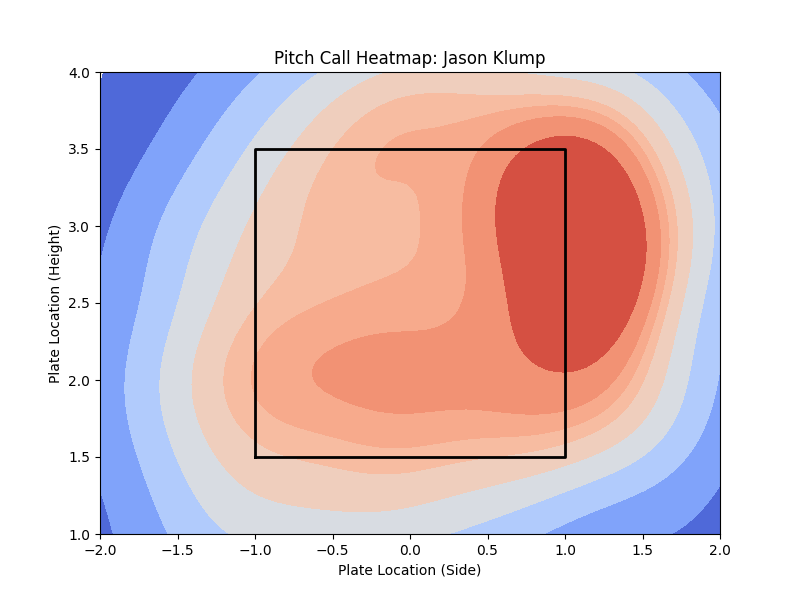 Pitch Call Heatmap: Jason Klump
4.0
3.5
3.0
2.5
2.0
1.5
1.0
Plate Location (Height)
−2.0 −1.5 −1.0 −0.5 0.0 0.5 1.0 1.5 2.0
Plate Location (Side)